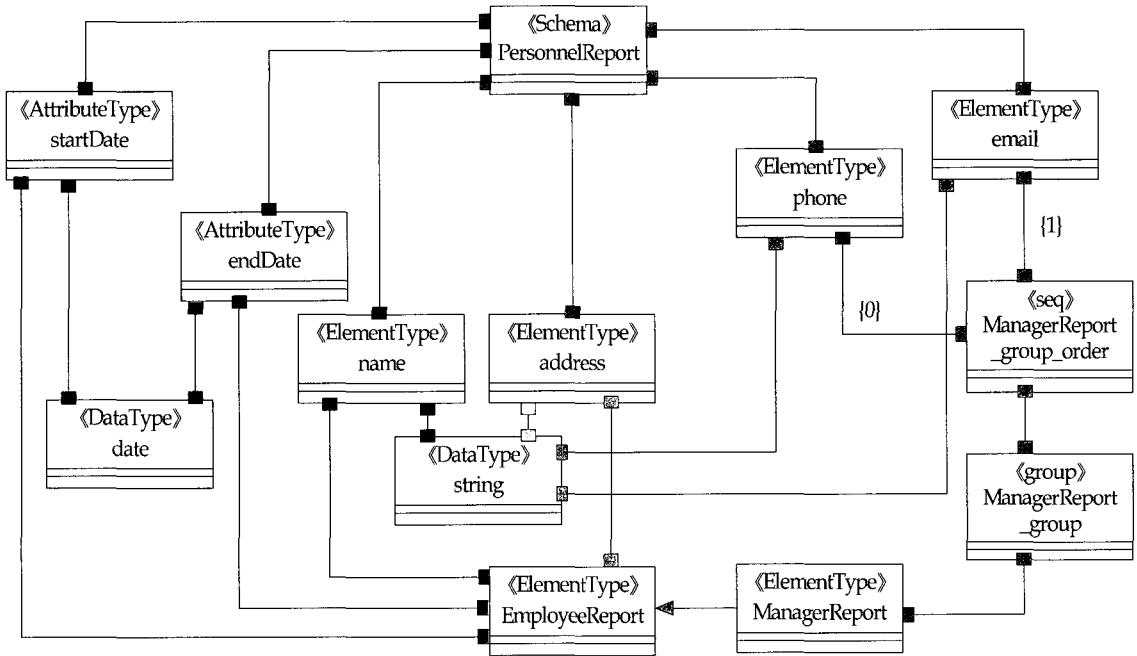 《Schema》
PersonnelReport
《AttributeType》
startDate
《ElementType》
email
《ElementType》
phone
《AttributeType》
endDate
{1}
《seq》
ManagerReport
_group_order
{0}
《ElementType》
name
《ElementType》
address
《DataType》
date
《DataType》
string
《group》
ManagerReport
_group
《ElementType》
EmployeeReport
《ElementType》
ManagerReport